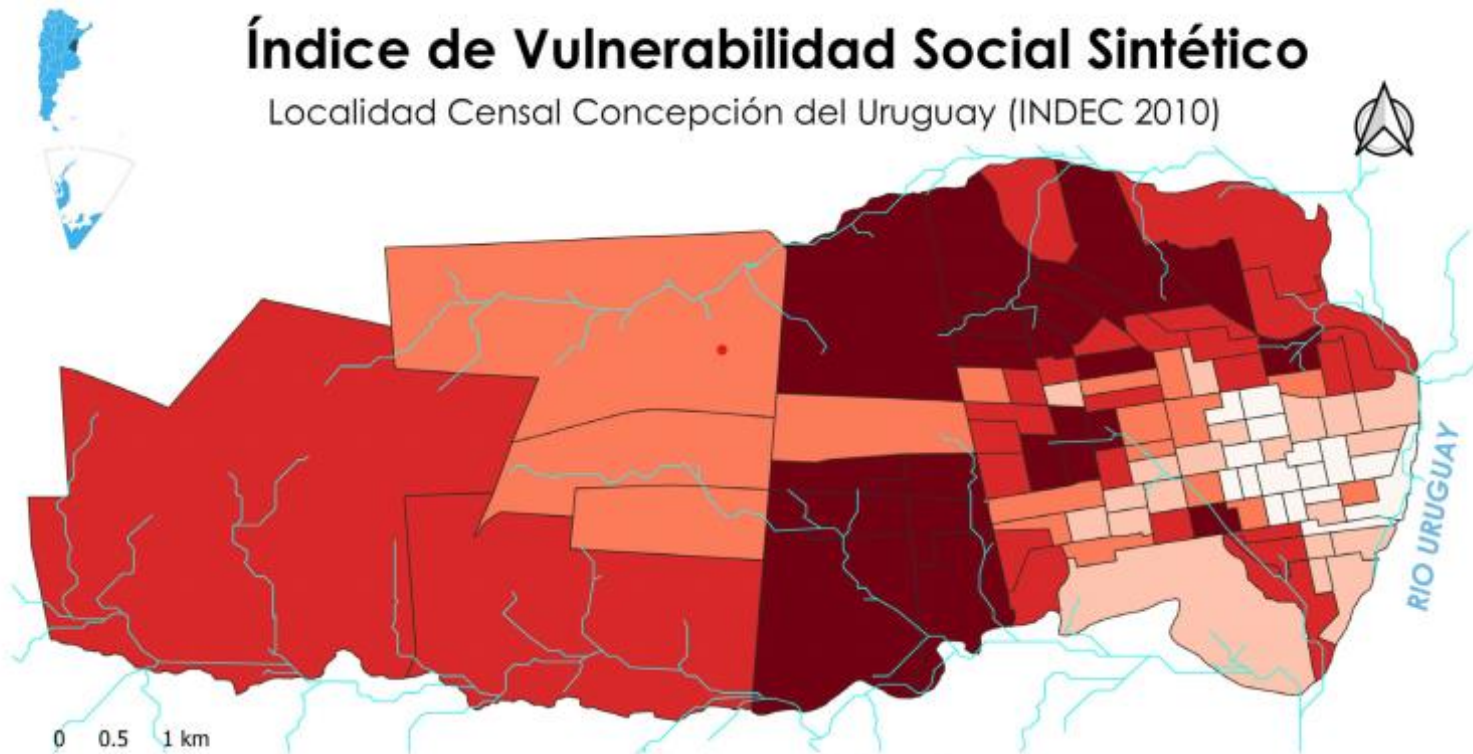 Índice de Vulnerabilidad Social Sintético
Localidad Censal Concepción del Uruguay (INDEC 2010)
RIO URUGUAY
0 0.5 1 km